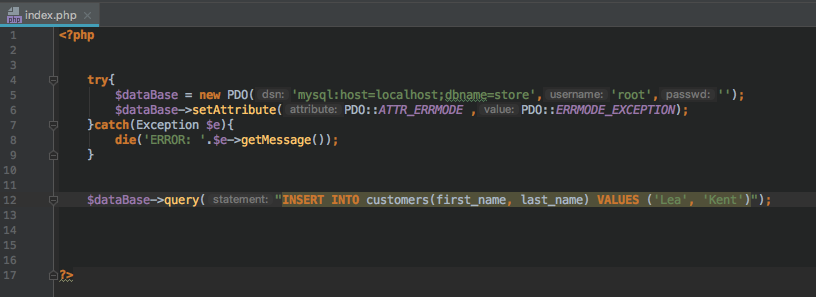 index.php
1 <?php
2
3
4 try{
5 $dataBase = new PDO( dsn: 'mysql:host=localhost;dbname=store', username: 'root', passwd: '');
6 $dataBase->setAttribute( attribute: PDO::ATTR_ERRMODE , value: PDO::ERRMODE_EXCEPTION);
7 }catch(Exception $e){
8 die('ERROR: '.$e->getMessage());
9 }
10
11
12 $dataBase->query( statement: "INSERT INTO customers(first_name, last_name) VALUES ('Lea', 'Kent')");
13
14
15
16
17 ?>